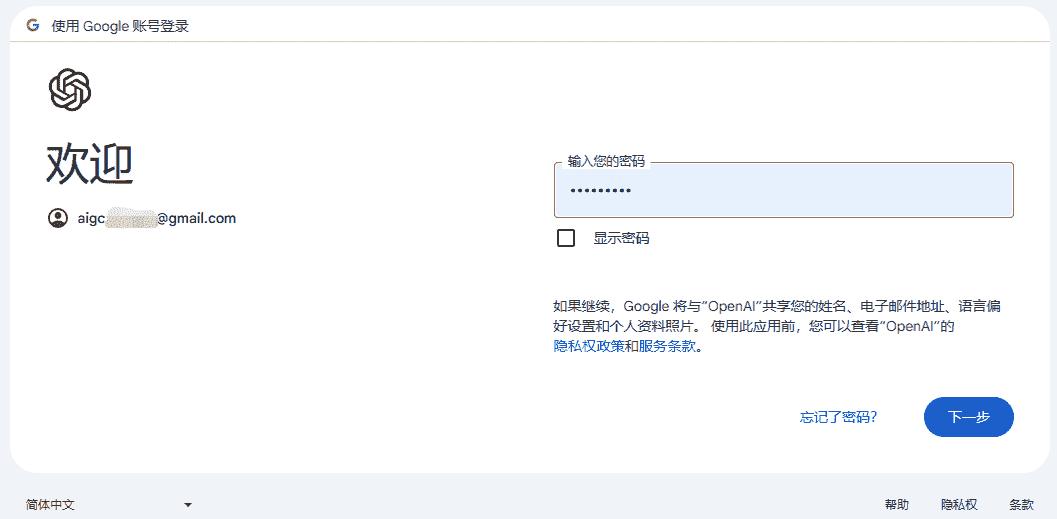 使用 Google 账号登录
欢迎
aigc @gmail.com
输入您的密码
显示密码
如果继续，Google 将与“OpenAI”共享您的姓名、电子邮件地址、语言偏
好设置和个人资料照片。 使用此应用前，您可以查看“OpenAI”的
隐私权政策和服务条款。
忘记了密码？
下一步
简体中文
帮助
隐私权
条款